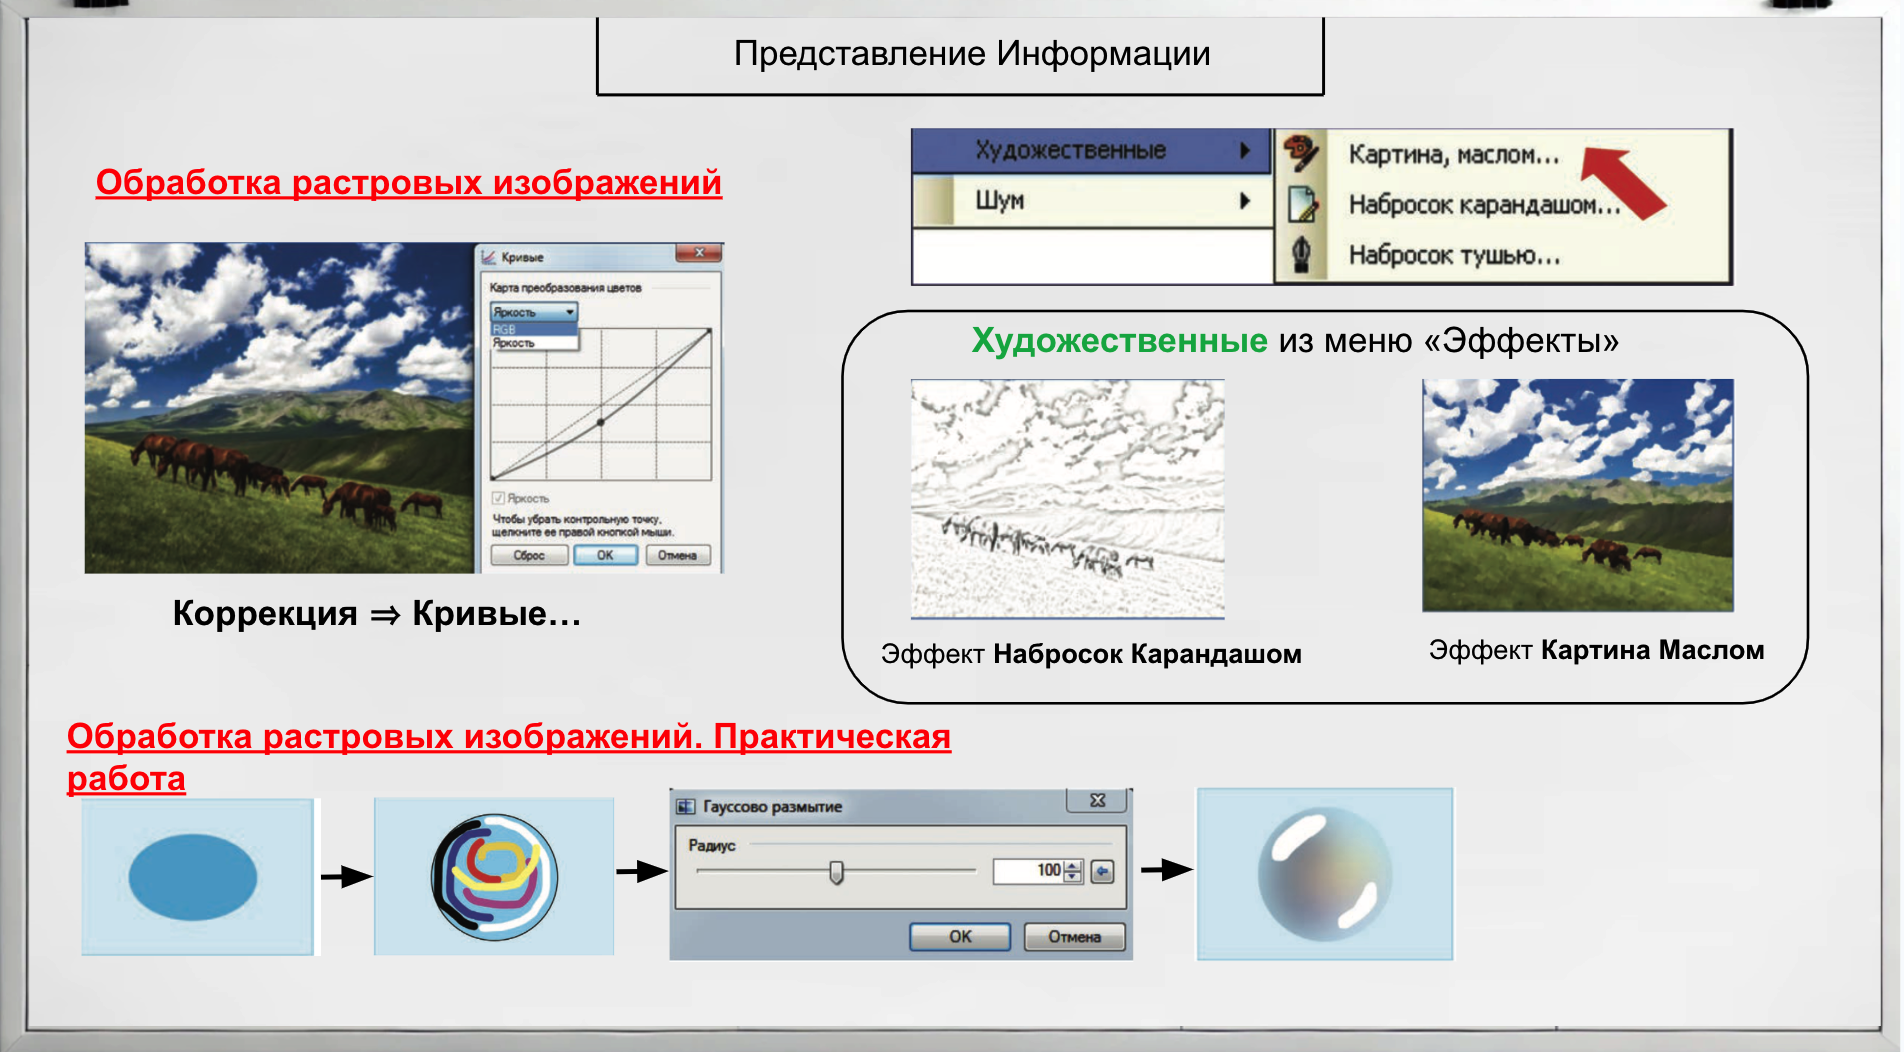 Представление Информации
Обработка растровых изображений
Кривые
Карта преобразования цветов
Яркость
RGB
Яркость
Яркость
Чтобы убрать контрольную точку,
щелкните ее правой кнопкой мыши.
Сброс OK Отмена
Коррекция ⇒ Кривые...
Художественные
Шум
Картина, маслом...
Набросок карандашом...
Набросок тушью...
Художественные из меню «Эффекты»
Эффект Набросок Карандашом
Эффект Картина Маслом
Обработка растровых изображений. Практическая
работа
Гауссово размытие
Радиус
100
OK Отмена